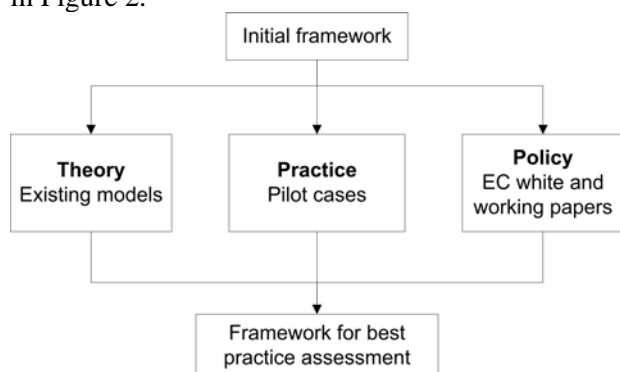 in Figure 2.
Initial framework
Theory
Existing models
Practice
Pilot cases
Policy
EC white and
working papers
Framework for best
practice assessment